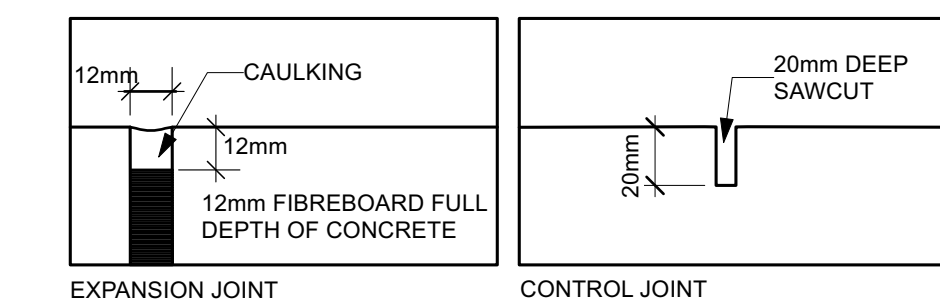 12mm
CAULKING
12mm
12mm FIBREBOARD FULL
DEPTH OF CONCRETE
EXPANSION JOINT
20mm DEEP
SAWCUT
20mm
CONTROL JOINT